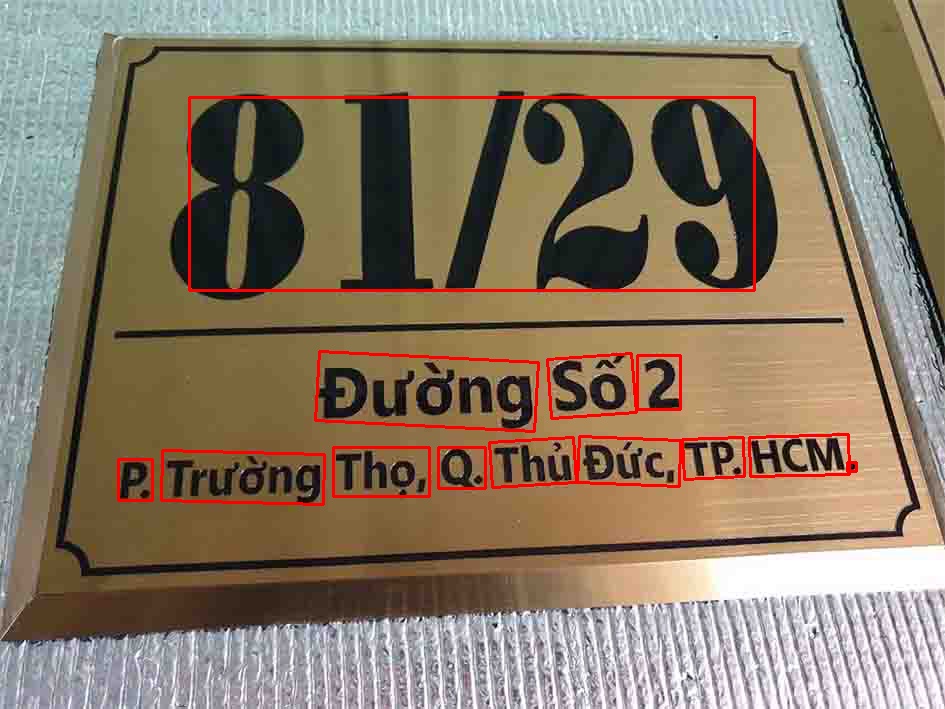 81/29
Đường Số 2
P. Trường Thọ, Q. Thủ Đức, TP. HCM.